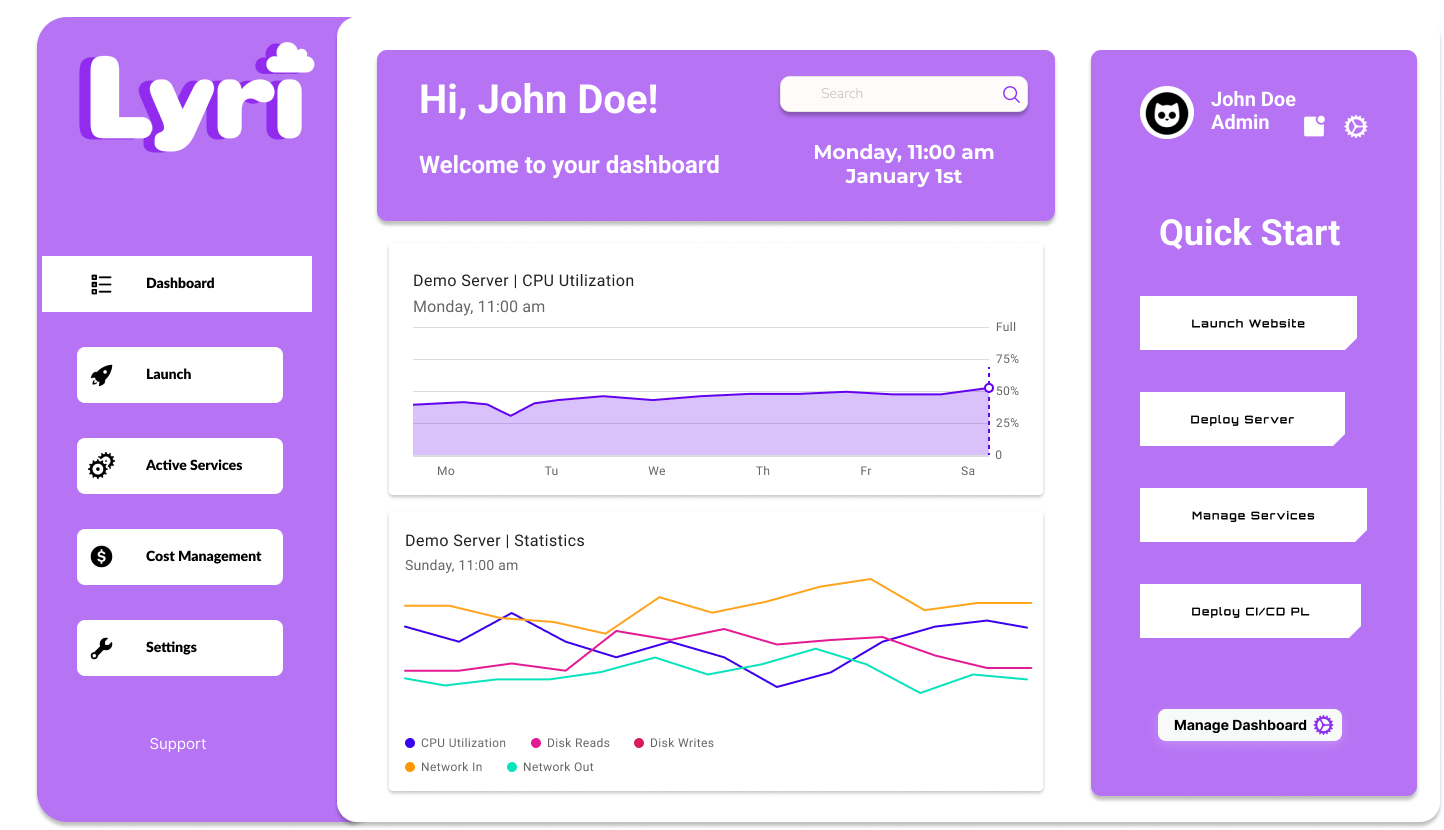 Lyri
Dashboard
Launch
Active Services
Cost Management
Settings
Support
Hi, John Doe!
Welcome to your dashboard
Search
Monday, 11:00 am
January 1st
Demo Server | CPU Utilization
Monday, 11:00 am
Full
75%
50%
25%
0
Mo Tu We Th Fr Sa
Demo Server | Statistics
Sunday, 11:00 am
CPU Utilization Disk Reads Disk Writes
Network In Network Out
John Doe
Admin
Quick Start
Launch Website
Deploy Server
Manage Services
Deploy CI/CD PL
Manage Dashboard